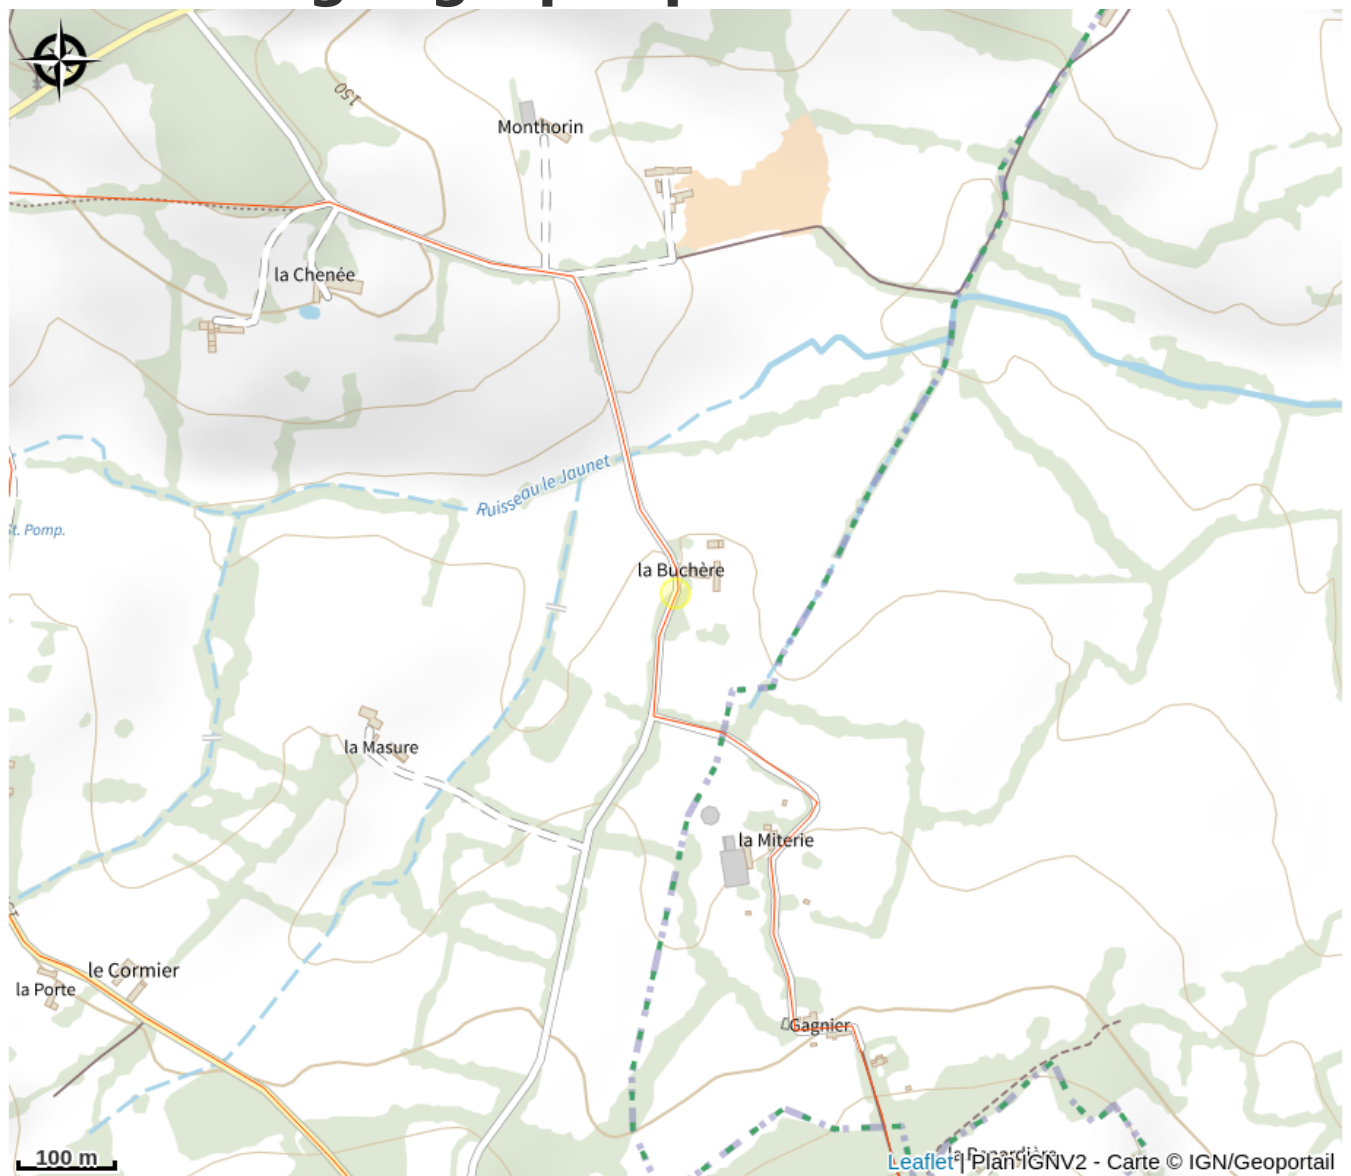 150
Monthorin
la Chenée
Ruisseau le Jaunet
St. Pomp.
la Buchère
la Masure
la Miterie
le Cormier
la Porte
Gagnier
100 m
Leaflet | Plan IGNV2 - Carte © IGN/Geoportail